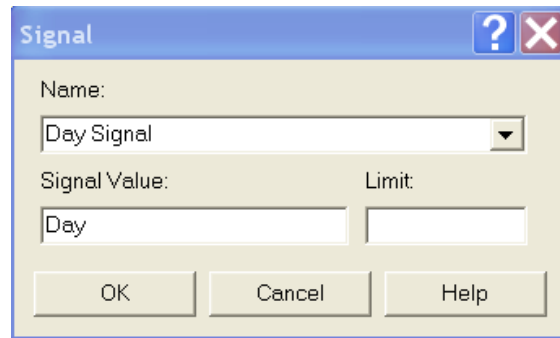 Signal
Name:
Day Signal
Signal Value: Limit:
Day
OK Cancel Help